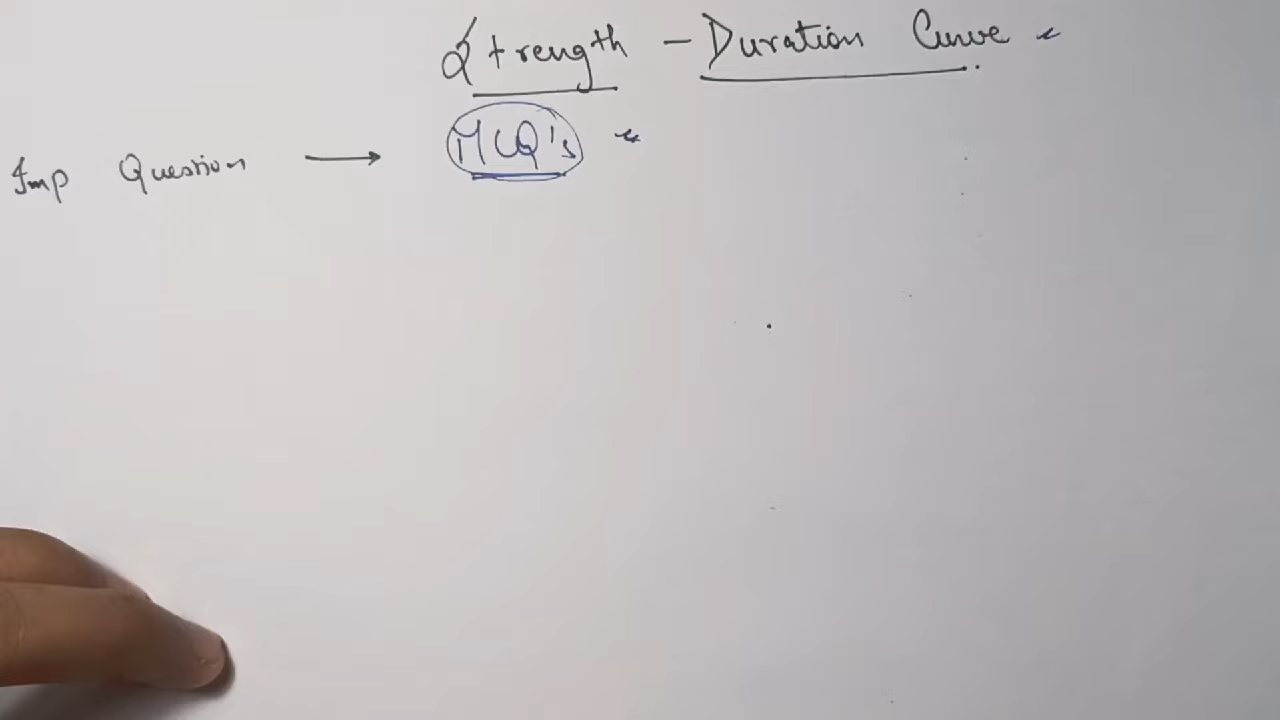 Strength - Duration Curve
Imp Question → MCQ's